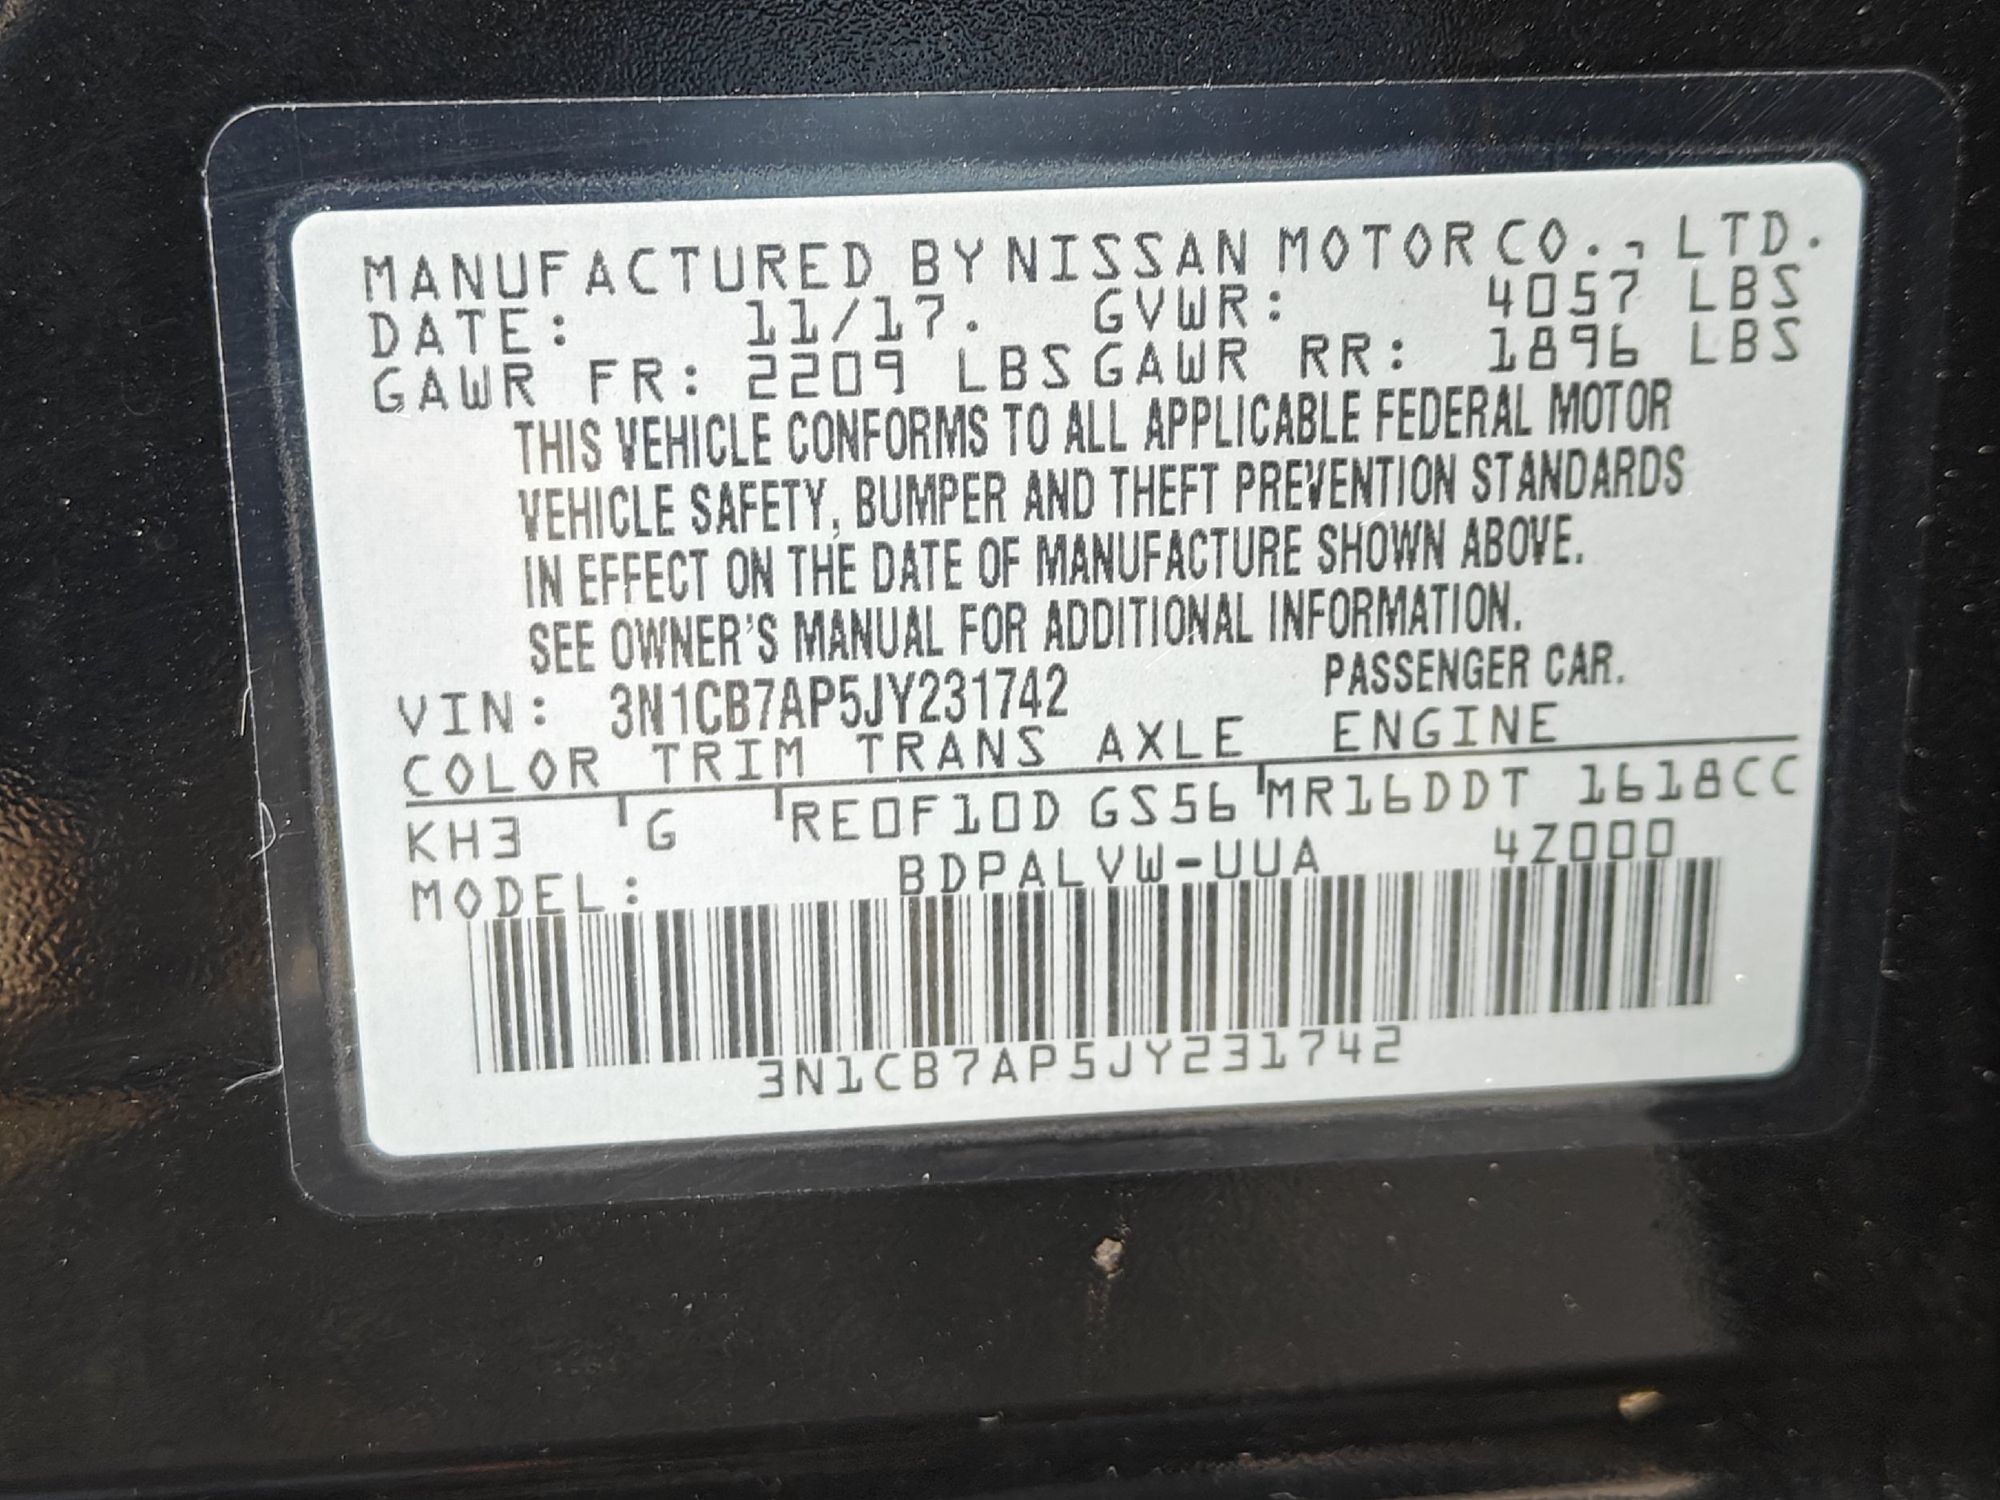 MANUFACTURED BY NISSAN MOTOR CO., LTD.
DATE: 11/17. GVWR: 4057 LBS
GAWR FR: 2209 LBS GAWR RR: 1896 LBS
THIS VEHICLE CONFORMS TO ALL APPLICABLE FEDERAL MOTOR
VEHICLE SAFETY, BUMPER AND THEFT PREVENTION STANDARDS
IN EFFECT ON THE DATE OF MANUFACTURE SHOWN ABOVE.
SEE OWNER'S MANUAL FOR ADDITIONAL INFORMATION.
VIN: 3N1CB7AP5JY231742 PASSENGER CAR.
COLOR TRIM TRANS AXLE ENGINE
KH3 G RE0F10D GS56 MR16DDT 1618CC
MODEL: BDPALVW-UUA 4Z000
3N1CB7AP5JY231742